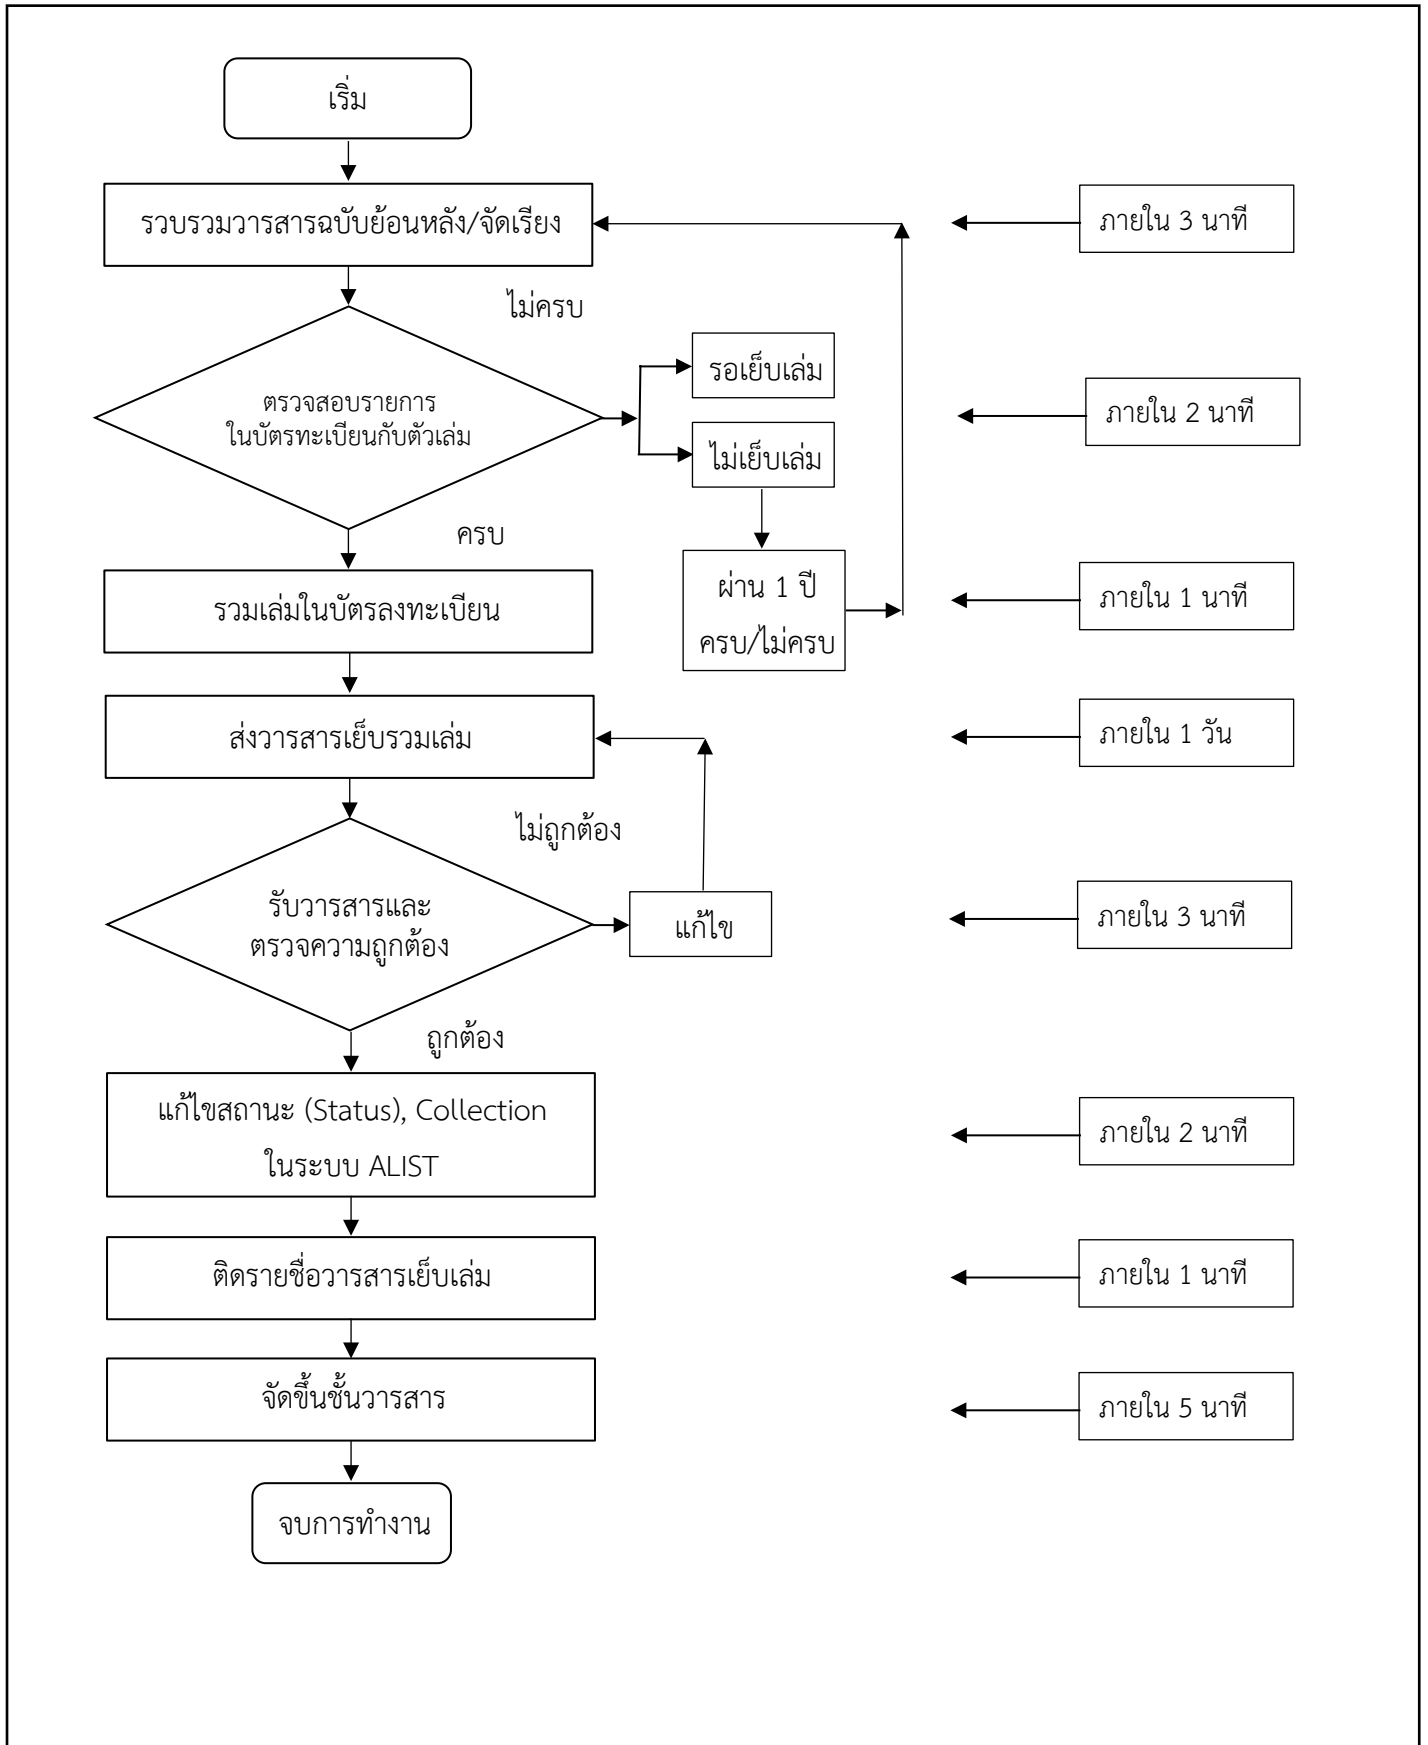 เริ่ม
รวบรวมวารสารฉบับย้อนหลัง/จัดเรียง
ภายใน 3 นาที
ไม่ครบ
รอเย็บเล่ม
ตรวจสอบรายการ
ในบัตรทะเบียนกับตัวเล่ม
ภายใน 2 นาที
ไม่เย็บเล่ม
ครบ
ผ่าน 1 ปี
ครบ/ไม่ครบ
รวมเล่มในบัตรลงทะเบียน
ภายใน 1 นาที
ส่งวารสารเย็บรวมเล่ม
ภายใน 1 วัน
ไม่ถูกต้อง
รับวารสารและ
ตรวจความถูกต้อง
แก้ไข
ภายใน 3 นาที
ถูกต้อง
แก้ไขสถานะ (Status), Collection
ในระบบ ALIST
ภายใน 2 นาที
ติดรายชื่อวารสารเย็บเล่ม
ภายใน 1 นาที
จัดขึ้นชั้นวารสาร
ภายใน 5 นาที
จบการทำงาน